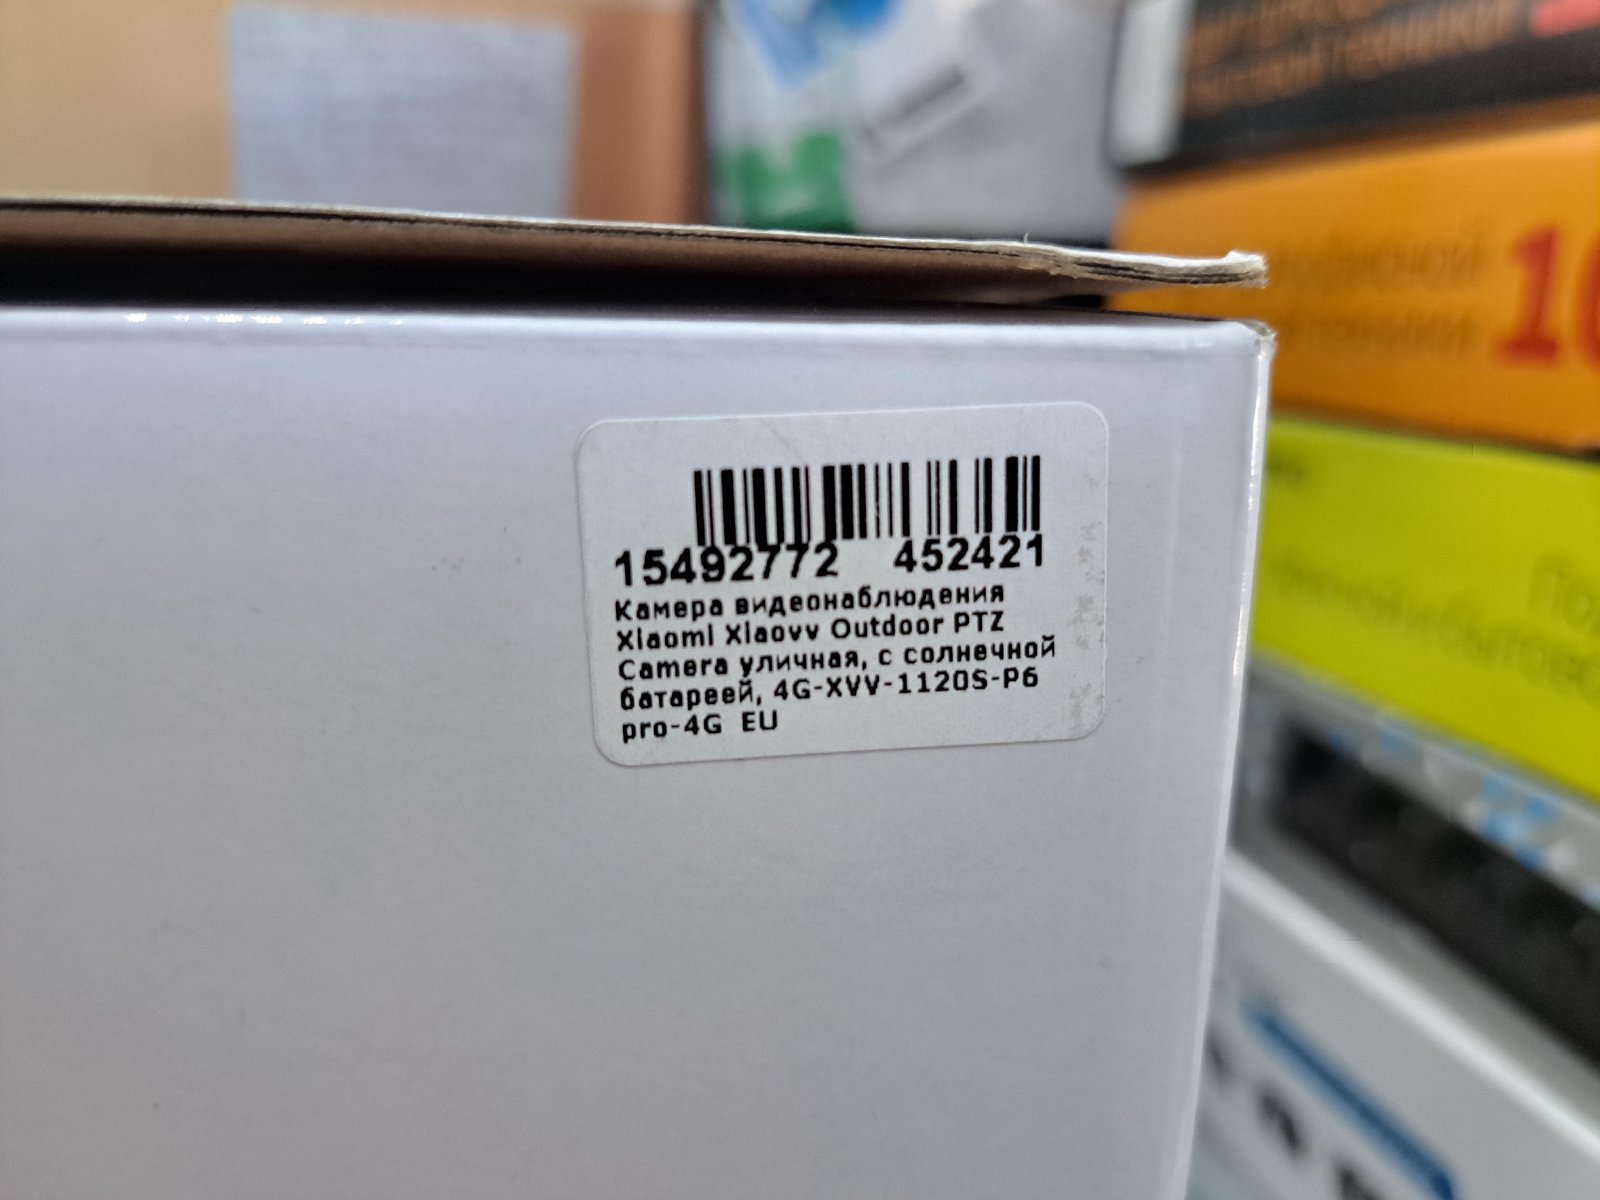 15492772 452421
Камера видеонаблюдения
Xiaomi Xiaovv Outdoor PTZ
Camera уличная, с солнечной
батареей, 4G-XVV-1120S-P6
pro-4G EU